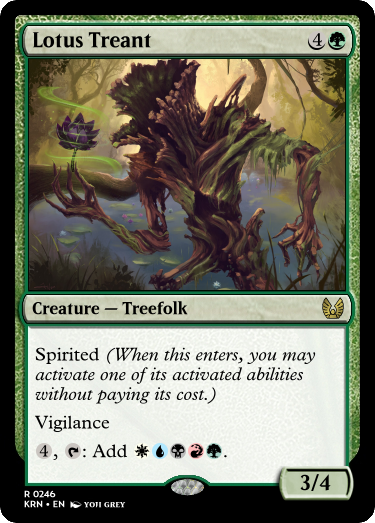 Lotus Treant 4
Creature — Treefolk
Spirited (When this enters, you may
activate one of its activated abilities
without paying its cost.)
Vigilance
4, : Add .
3/4
R 0246
KRN • EN YOJI GREY